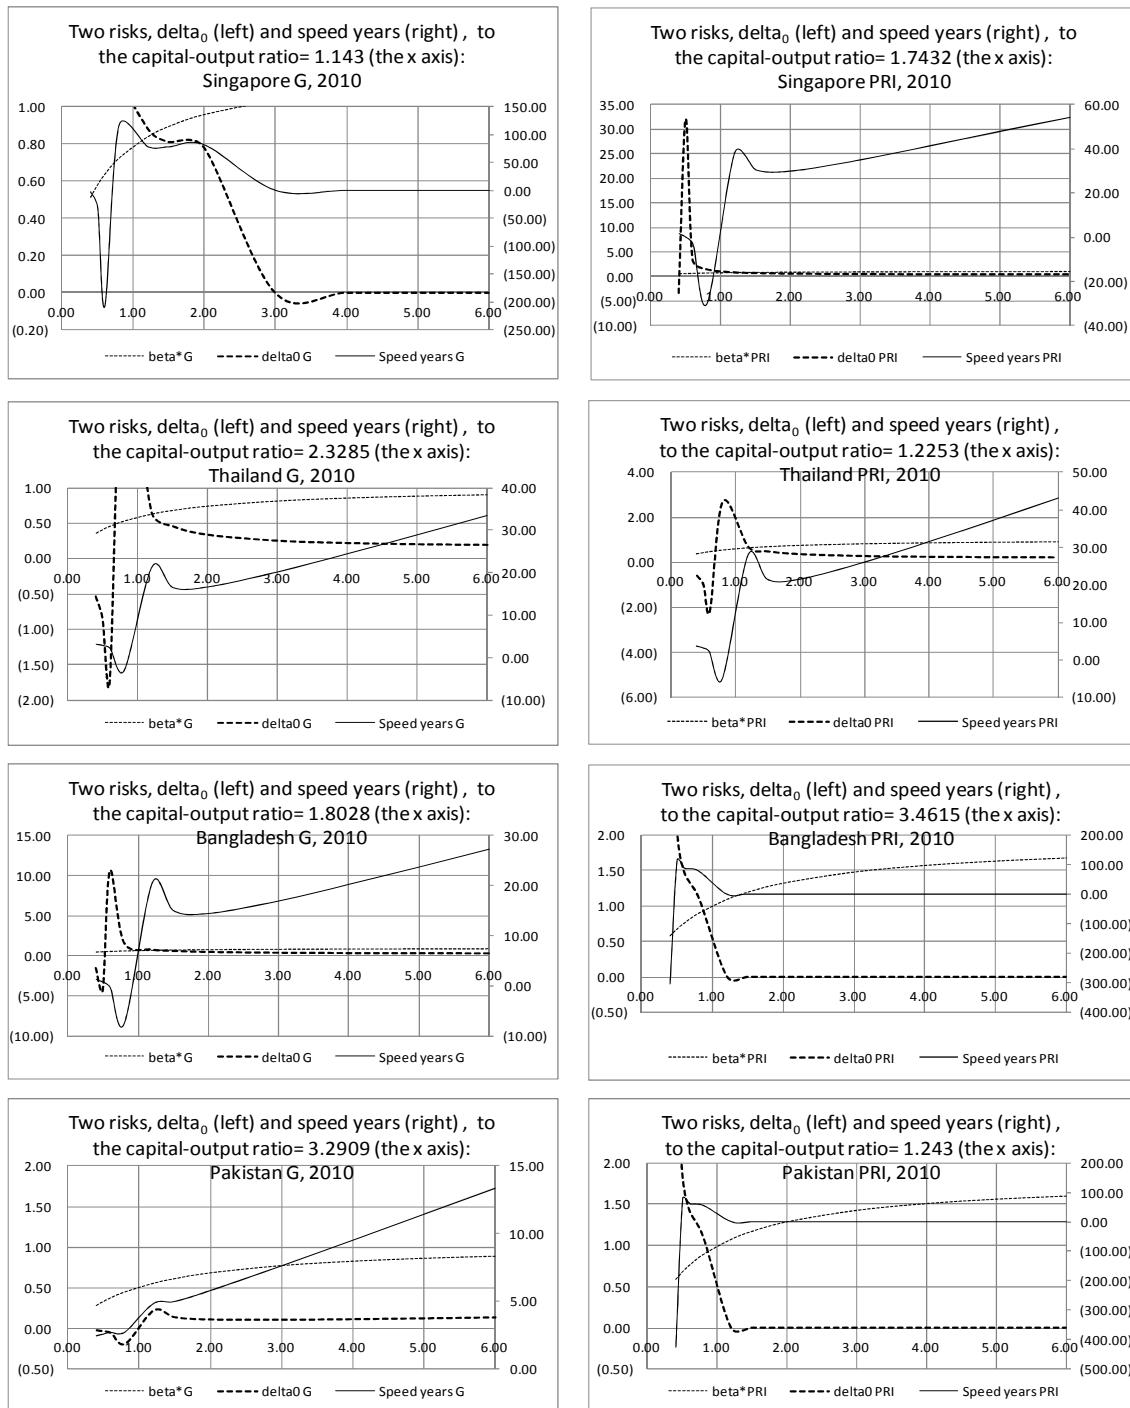 Two risks, delta0 (left) and speed years (right) , to
the capital-output ratio= 1.143 (the x axis):
Singapore G, 2010
1.00
0.80
0.60
0.40
0.20
0.00
(0.20)
150.00
100.00
50.00
0.00
(50.00)
(100.00)
(150.00)
(200.00)
(250.00)
0.00 1.00 2.00 3.00 4.00 5.00 6.00
beta*G delta0 G Speed years G
Two risks, delta0 (left) and speed years (right) , to
the capital-output ratio= 1.7432 (the x axis):
Singapore PRI, 2010
35.00
30.00
25.00
20.00
15.00
10.00
5.00
0.00
(5.00)
(10.00)
60.00
40.00
20.00
0.00
(20.00)
(40.00)
0.00 1.00 2.00 3.00 4.00 5.00 6.00
beta*PRI delta0 PRI Speed years PRI
Two risks, delta0 (left) and speed years (right) , to
the capital-output ratio= 2.3285 (the x axis):
Thailand G, 2010
1.00
0.50
0.00
(0.50)
(1.00)
(1.50)
(2.00)
40.00
30.00
20.00
10.00
0.00
(10.00)
0.00 1.00 2.00 3.00 4.00 5.00 6.00
beta*G delta0 G Speed years G
Two risks, delta0 (left) and speed years (right) ,
to the capital-output ratio= 1.2253 (the x axis):
Thailand PRI, 2010
4.00
2.00
0.00
(2.00)
(4.00)
(6.00)
50.00
40.00
30.00
20.00
10.00
0.00
(10.00)
0.00 1.00 2.00 3.00 4.00 5.00 6.00
beta*PRI delta0 PRI Speed years PRI
Two risks, delta0 (left) and speed years (right) , to
the capital-output ratio= 1.8028 (the x axis):
Bangladesh G, 2010
15.00
10.00
5.00
0.00
(5.00)
(10.00)
30.00
20.00
10.00
0.00
(10.00)
0.00 1.00 2.00 3.00 4.00 5.00 6.00
beta*G delta0 G Speed years G
Two risks, delta0 (left) and speed years (right) ,
to the capital-output ratio= 3.4615 (the x axis):
Bangladesh PRI, 2010
2.00
1.50
1.00
0.50
0.00
(0.50)
200.00
100.00
0.00
(100.00)
(200.00)
(300.00)
(400.00)
0.00 1.00 2.00 3.00 4.00 5.00 6.00
beta*PRI delta0 PRI Speed years PRI
Two risks, delta0 (left) and speed years (right) , to
the capital-output ratio= 3.2909 (the x axis):
Pakistan G, 2010
2.00
1.50
1.00
0.50
0.00
(0.50)
15.00
10.00
5.00
0.00
0.00 1.00 2.00 3.00 4.00 5.00 6.00
beta*G delta0 G Speed years G
Two risks, delta0 (left) and speed years (right) ,
to the capital-output ratio= 1.243 (the x axis):
Pakistan PRI, 2010
2.00
1.50
1.00
0.50
0.00
(0.50)
200.00
100.00
0.00
(100.00)
(200.00)
(300.00)
(400.00)
(500.00)
0.00 1.00 2.00 3.00 4.00 5.00 6.00
beta*PRI delta0 PRI Speed years PRI